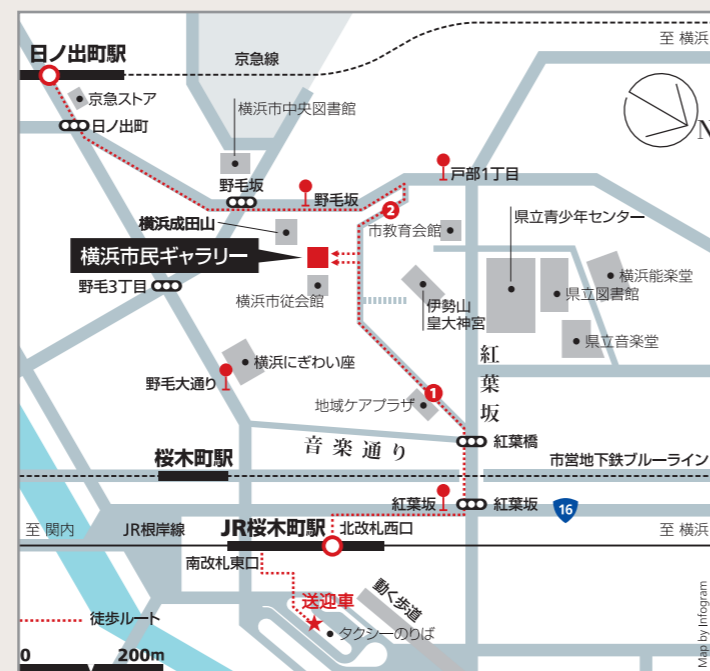 至 横浜
日ノ出町駅
京急線
京急ストア
横浜市中央図書館
日ノ出町
N
野毛坂
野毛坂
戸部1丁目
2
横浜成田山
市教育会館
県立青少年センター
横浜市民ギャラリー
野毛3丁目
横浜市従会館
伊勢山
皇大神宮
横浜能楽堂
県立図書館
県立音楽堂
紅葉坂
横浜にぎわい座
野毛大通り
1
地域ケアプラザ
音楽通り
紅葉橋
桜木町駅
市営地下鉄ブルーライン
紅葉坂
紅葉坂
16
至 関内
JR根岸線
JR桜木町駅
北改札西口
至 横浜
南改札東口
送迎車
動く歩道
タクシーのりば
徒歩ルート
0
200m
Map by Infogram